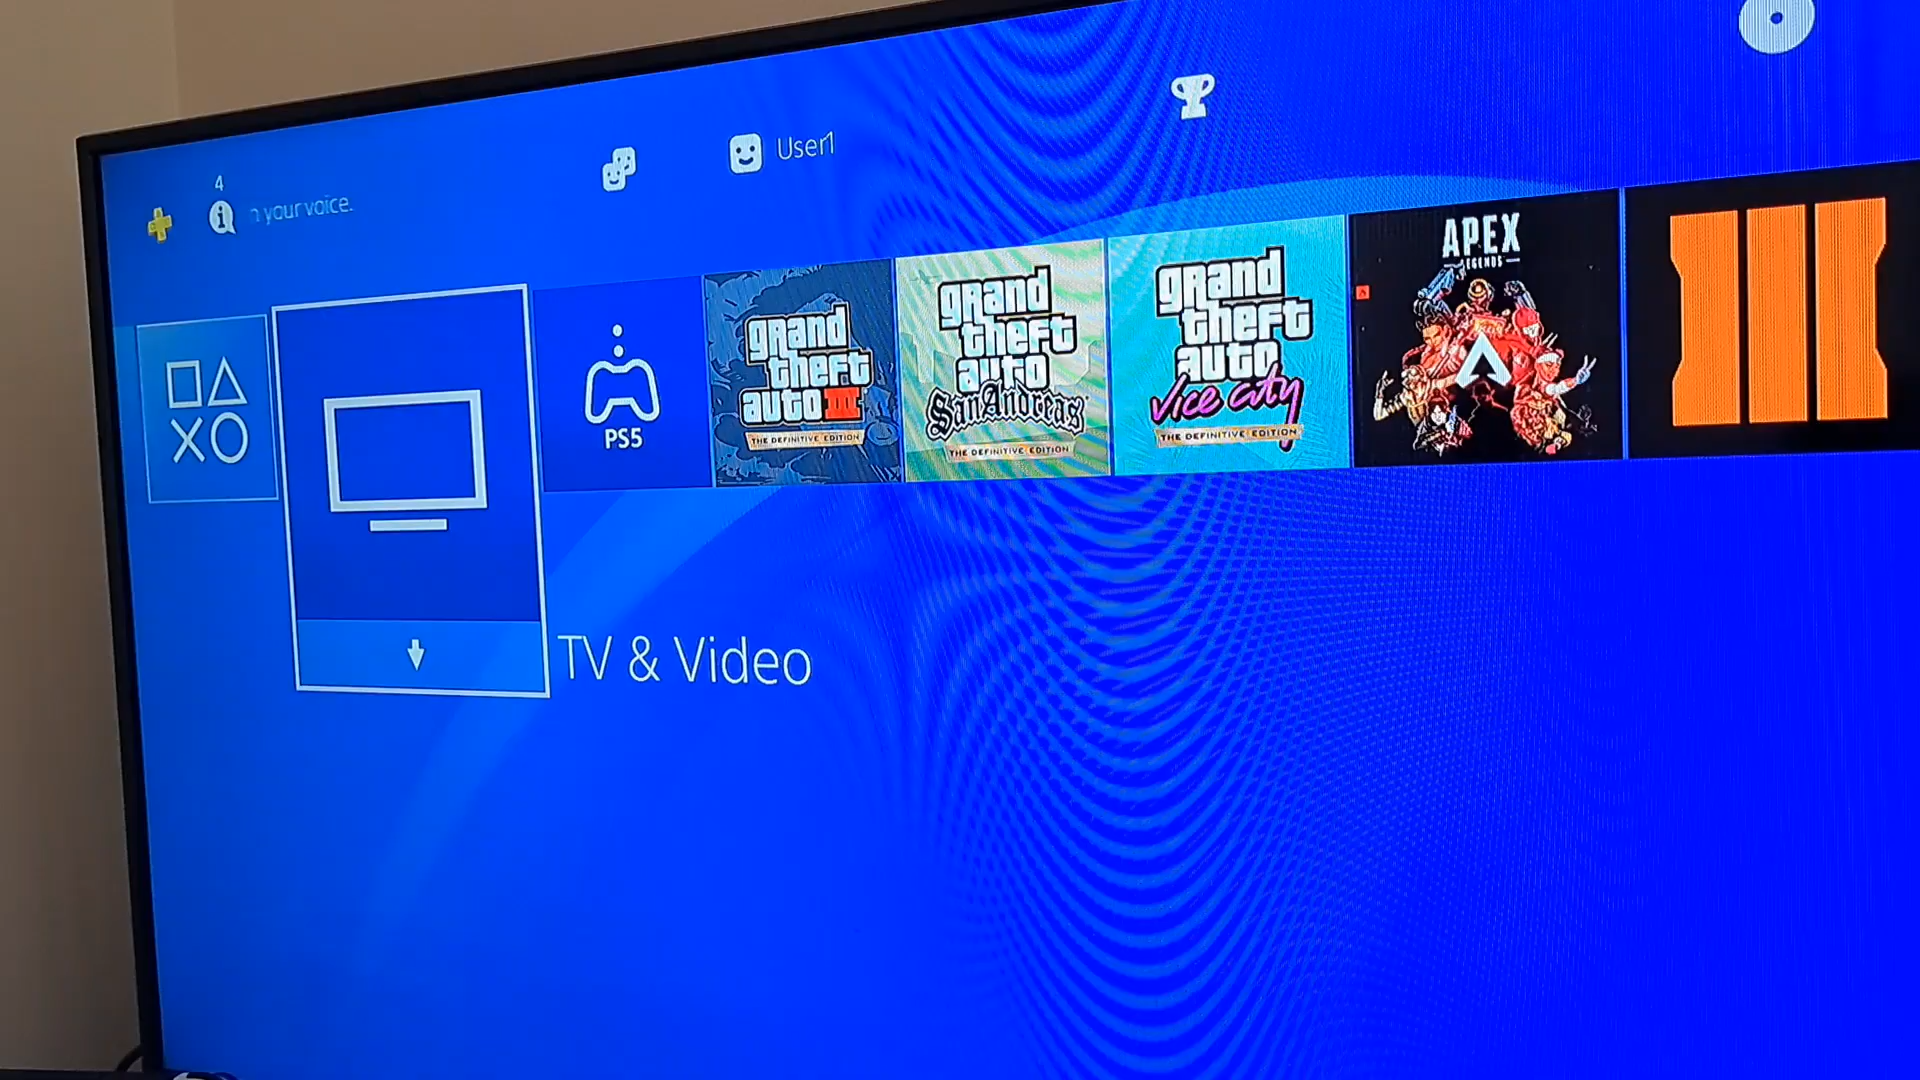 4
n your voice.
User1
PS5
grand
theft
auto III
THE DEFINITIVE EDITION
grand
theft
auto
San Andreas
THE DEFINITIVE EDITION
grand
theft
auto
vice city
THE DEFINITIVE EDITION
APEX
LEGENDS
III
TV & Video